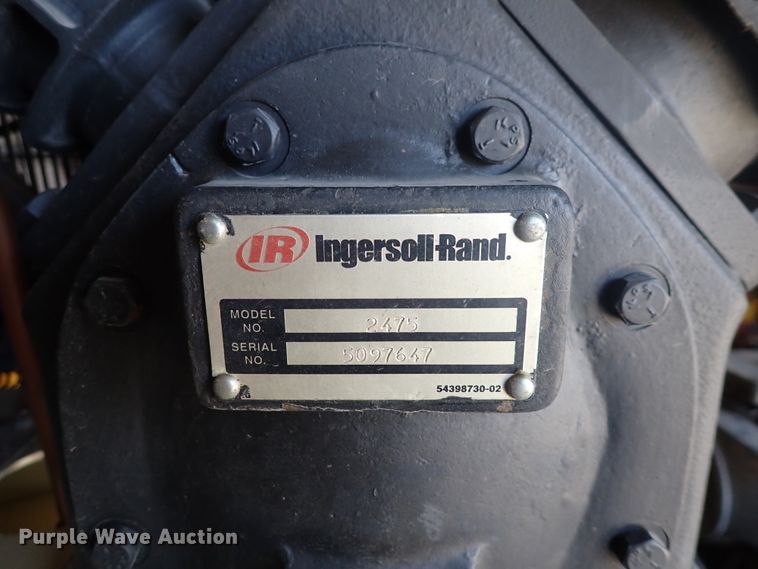 IR Ingersoll-Rand.
MODEL NO. 2475
SERIAL NO. 5097647
54398730-02
Purple Wave Auction